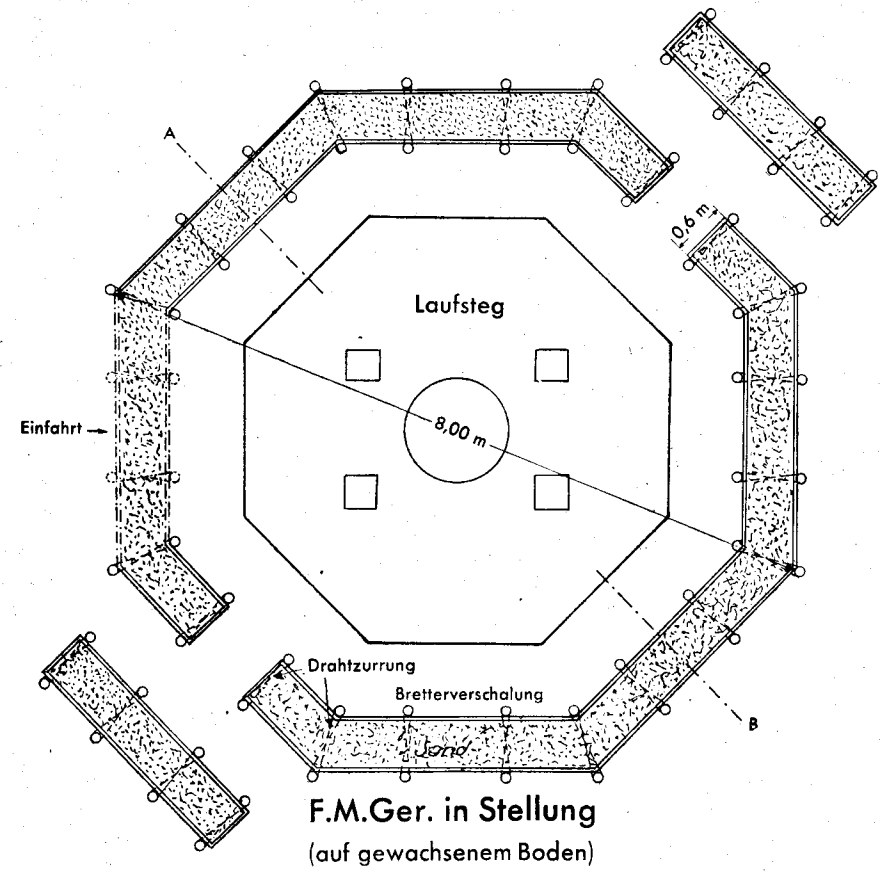 A
0,6 m
Laufsteg
8,00 m
Einfahrt
Drahtzurrung
Bretterverschalung
B
Sand
F.M.Ger. in Stellung
(auf gewachsenem Boden)